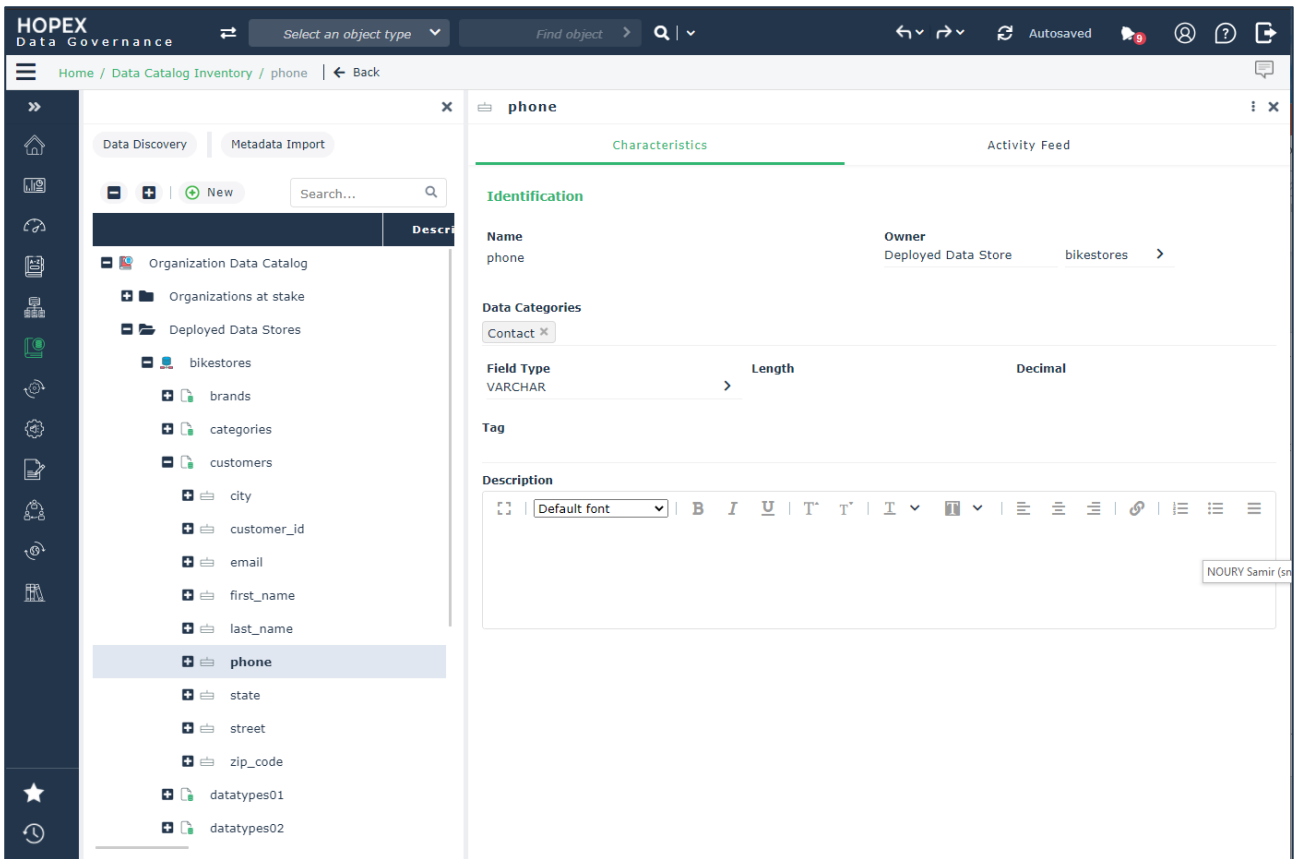 HOPEX
Data Governance
Select an object type
Find object
Autosaved
9
Home / Data Catalog Inventory / phone
Back
phone
Data Discovery
Metadata Import
Characteristics
Activity Feed
New
Search...
Identification
Descri
Name
phone
Owner
Deployed Data Store
bikestores
Organization Data Catalog
Organizations at stake
Deployed Data Stores
bikestores
brands
categories
customers
city
customer_id
email
first_name
last_name
phone
state
street
zip_code
datatypes01
datatypes02
Data Categories
Contact
Field Type
VARCHAR
Length
Decimal
Tag
Description
Default font
B I U T T T T
NOURY Samir (sn